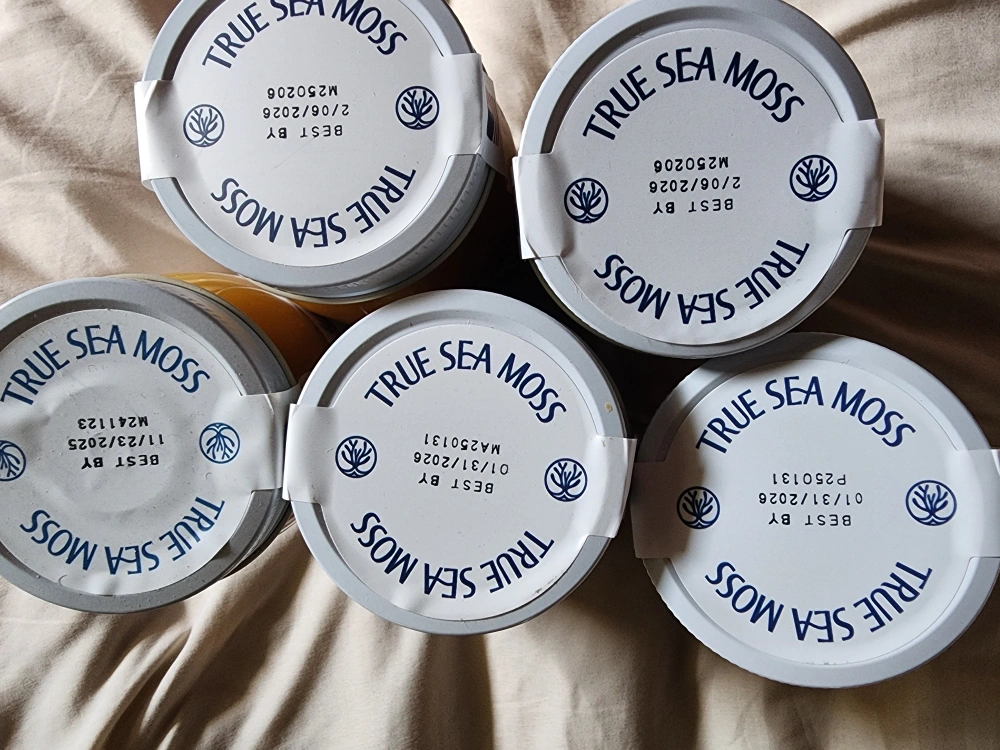 TRUE SEA MOSS
BEST BY
2/06/2026
M250206
TRUE SEA MOSS
TRUE SEA MOSS
BEST BY
2/06/2026
M250206
TRUE SEA MOSS
TRUE SEA MOSS
BEST BY
11/23/2025
M241123
TRUE SEA MOSS
TRUE SEA MOSS
BEST BY
01/31/2026
MA250131
TRUE SEA MOSS
TRUE SEA MOSS
BEST BY
01/31/2026
P250131
TRUE SEA MOSS